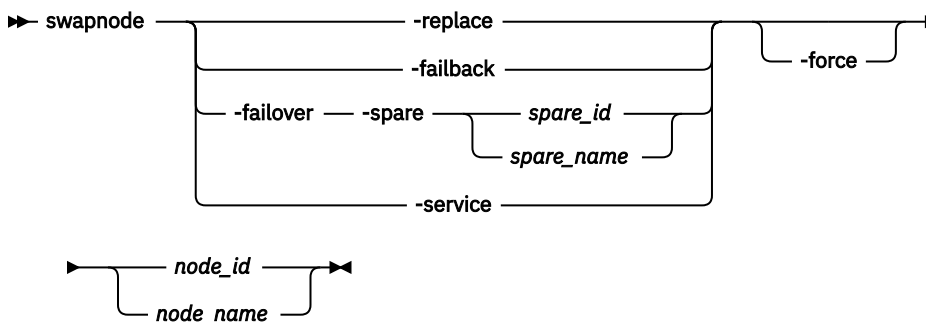 swapnode -replace
-force
-failback
-failover -spare spare_id
spare_name
-service
node_id
node_name